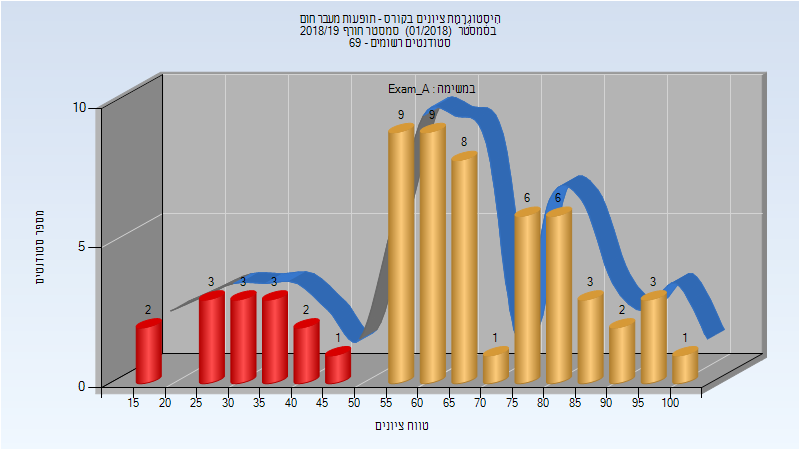 היסטוגרמת ציונים בקורס - תופעות מעבר חום
בסמסטר (01/2018) סמסטר חורף 2018/19
סטודנטים רשומים - 69
במשימה : Exam_A
מספר סטודנטים
10
5
0
2
3
3
3
2
1
9
9
8
1
6
6
3
2
3
1
15 20 25 30 35 40 45 50 55 60 65 70 75 80 85 90 95 100
טווח ציונים